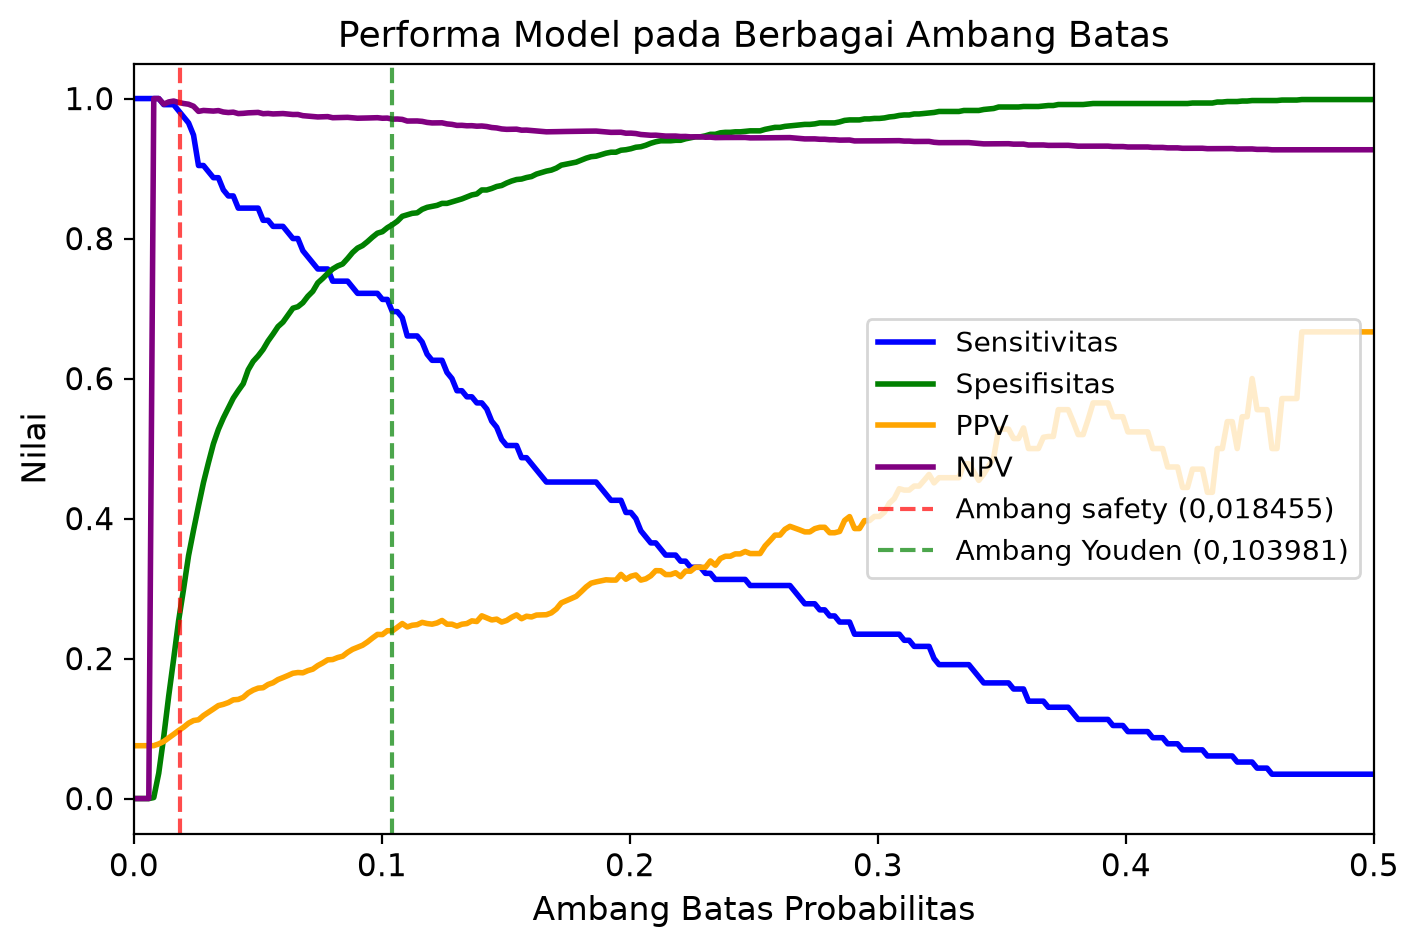 Performa Model pada Berbagai Ambang Batas
Nilai
1.0
0.8
0.6
0.4
0.2
0.0
Sensitivitas
Spesifisitas
PPV
NPV
Ambang safety (0,018455)
Ambang Youden (0,103981)
0.0 0.1 0.2 0.3 0.4 0.5
Ambang Batas Probabilitas